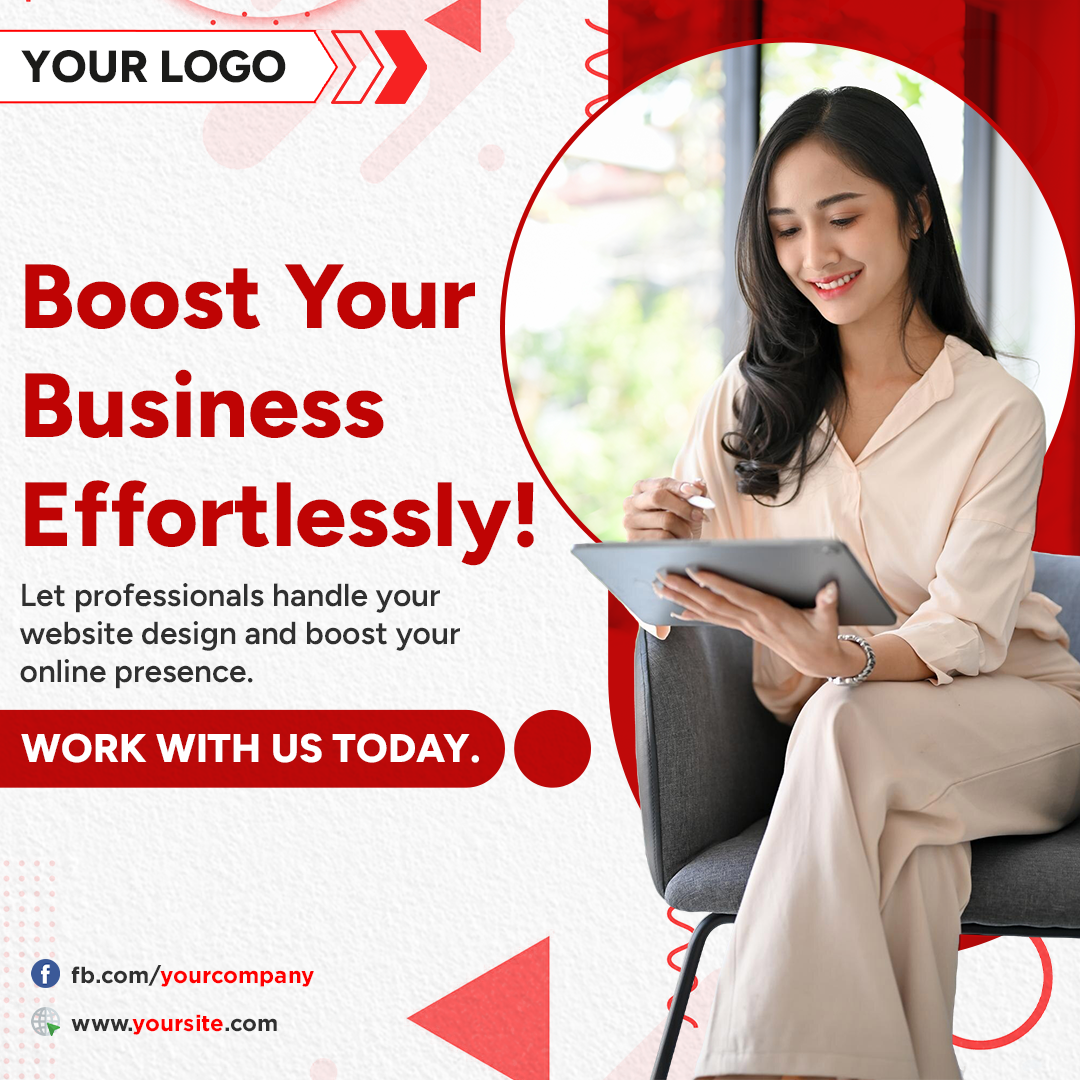 YOUR LOGO
Boost Your
Business
Effortlessly!
Let professionals handle your
website design and boost your
online presence.
WORK WITH US TODAY.
fb.com/yourcompany
www.yoursite.com